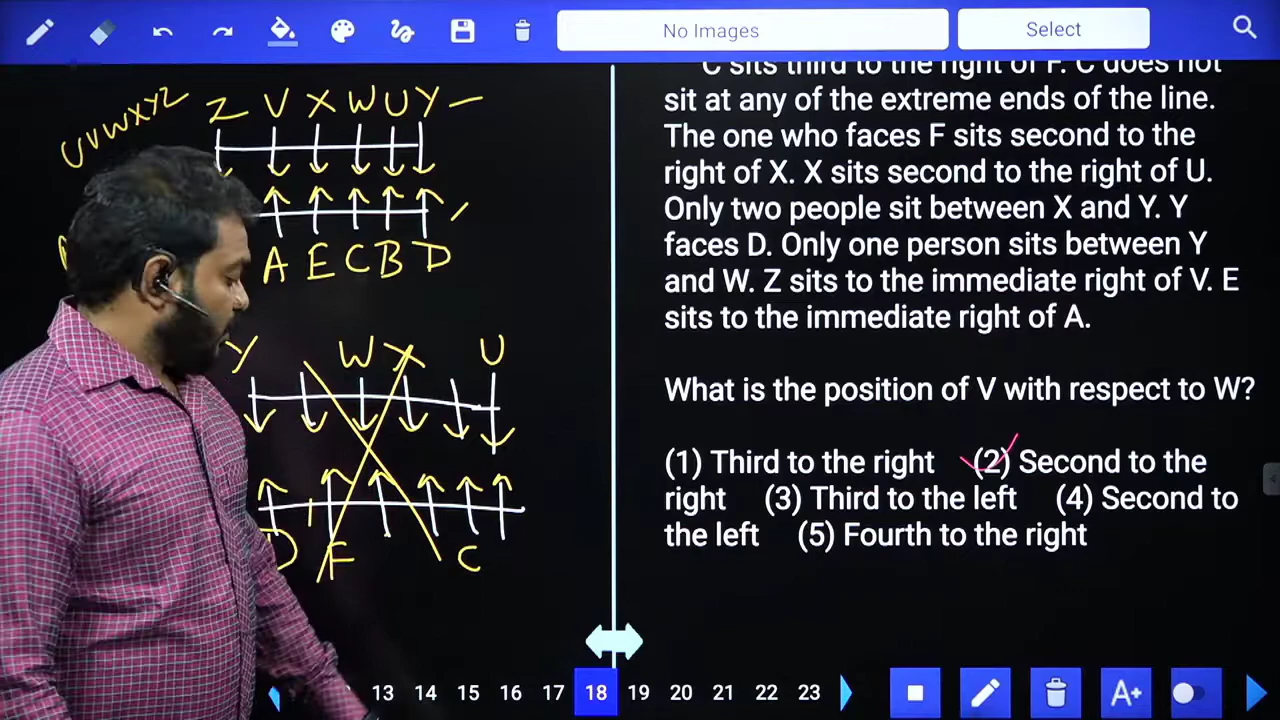 No Images
Select
UVWXYZ
Z V X W U Y
A E C B D
Y W X U
D F C
C sits third to the right of F. C does not
sit at any of the extreme ends of the line.
The one who faces F sits second to the
right of X. X sits second to the right of U.
Only two people sit between X and Y. Y
faces D. Only one person sits between Y
and W. Z sits to the immediate right of V. E
sits to the immediate right of A.
What is the position of V with respect to W?
(1) Third to the right (2) Second to the
right (3) Third to the left (4) Second to
the left (5) Fourth to the right
13 14 15 16 17 18 19 20 21 22 23
A+